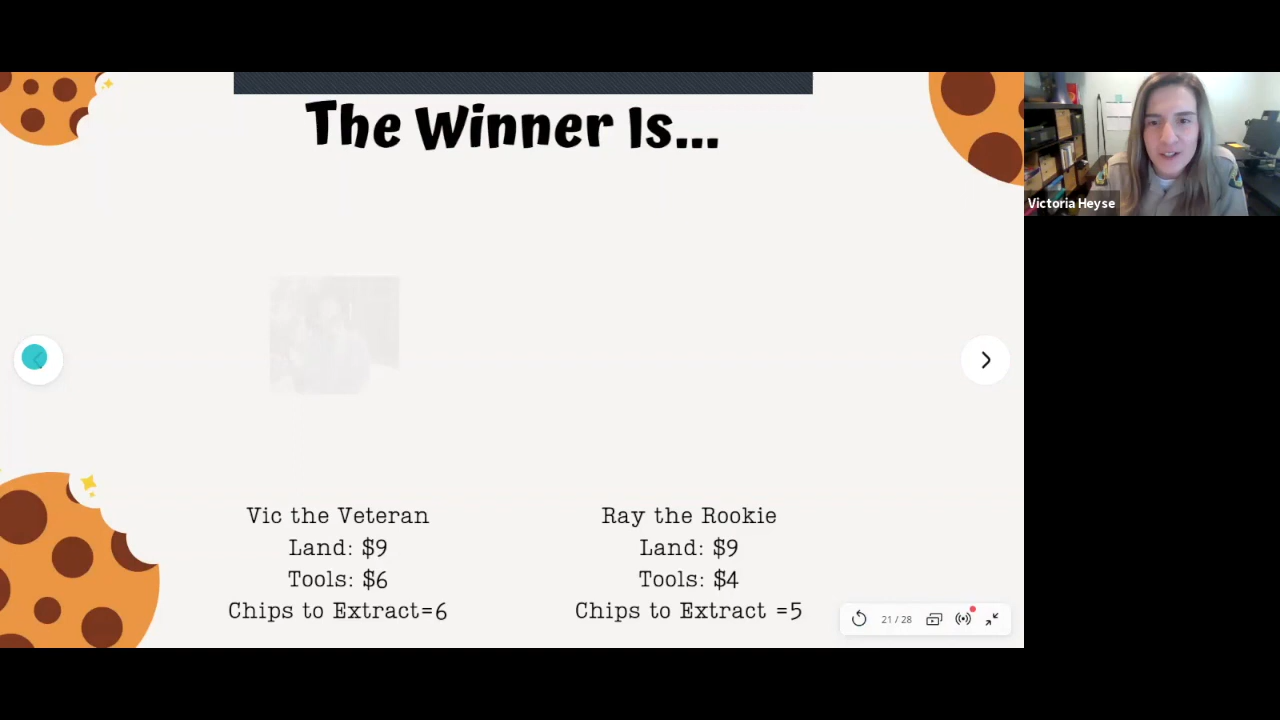 The Winner Is...
Victoria Heyse
Vic the Veteran
Land: $9
Tools: $6
Chips to Extract=6
Ray the Rookie
Land: $9
Tools: $4
Chips to Extract =5
21 / 28